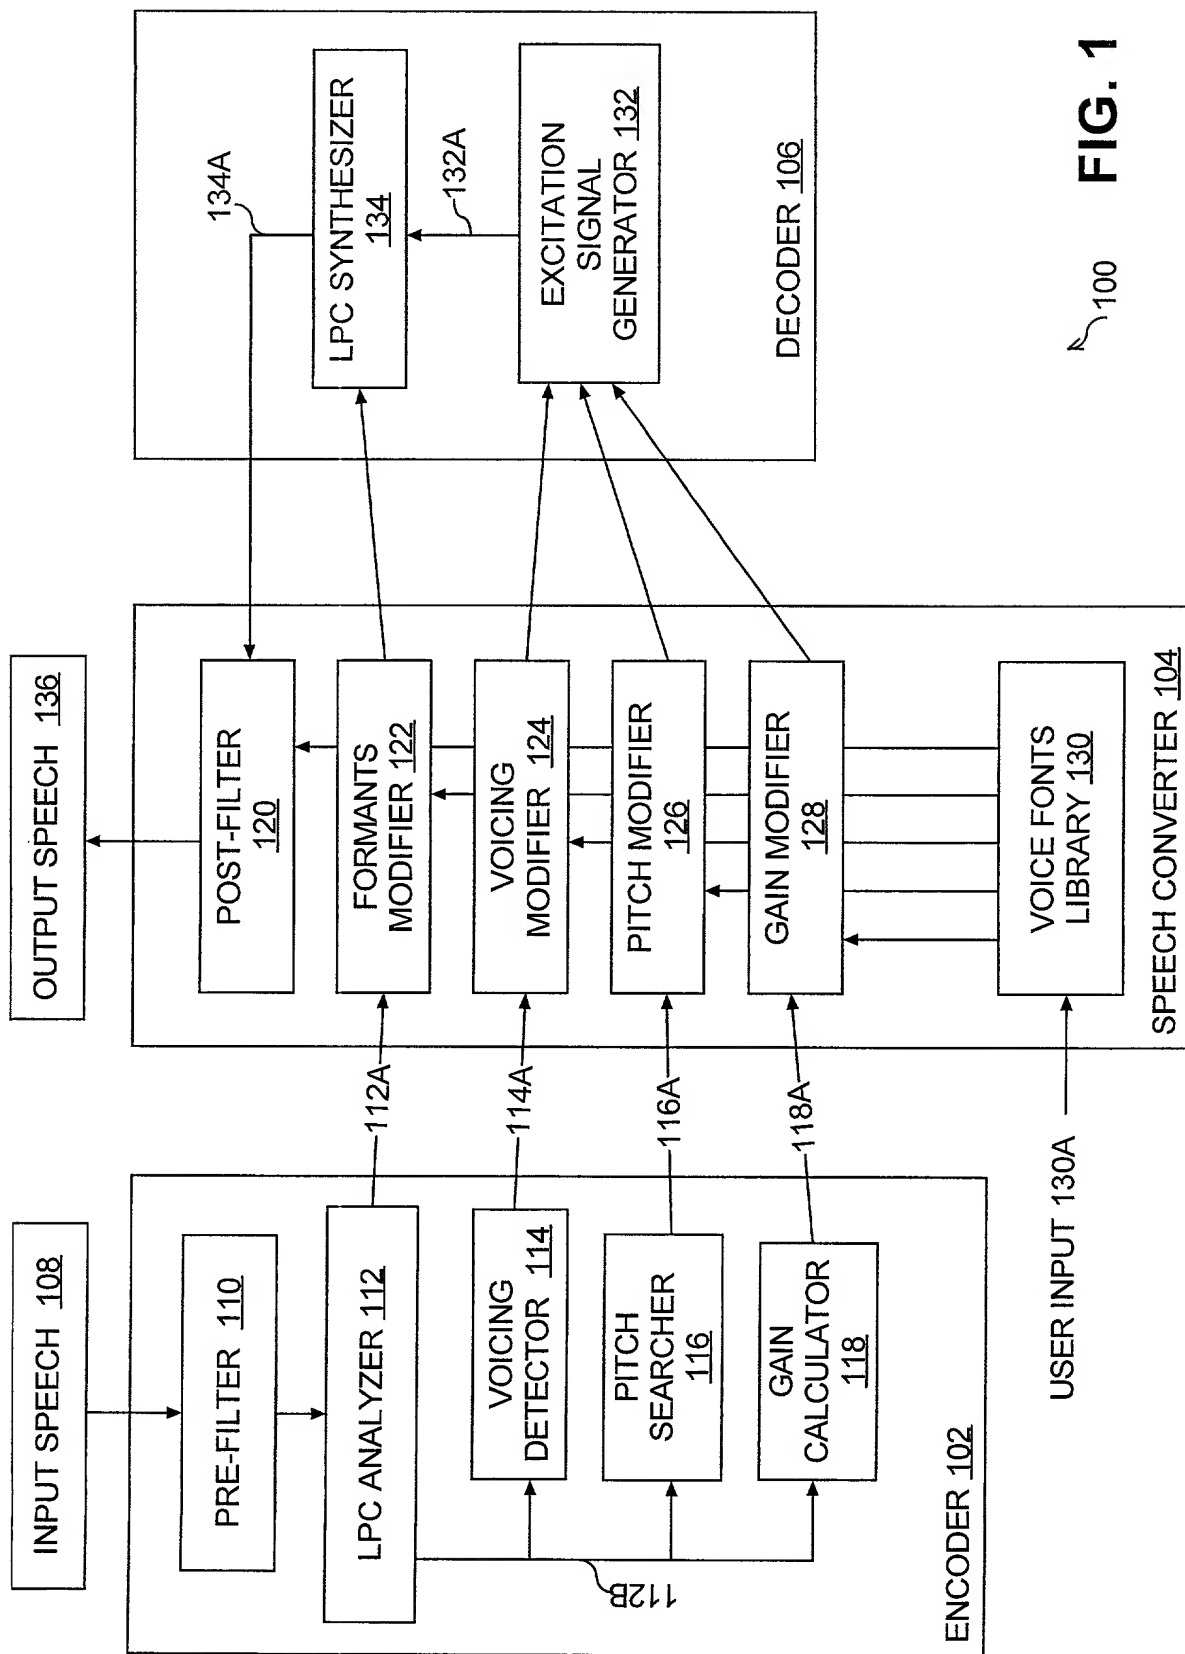 INPUT SPEECH 108
PRE-FILTER 110
LPC ANALYZER 112
112A
VOICING
DETECTOR 114
114A
PITCH
SEARCHER
116
116A
GAIN
CALCULATOR
118
118A
112B
ENCODER 102
USER INPUT 130A
OUTPUT SPEECH 136
POST-FILTER
120
FORMANTS
MODIFIER 122
VOICING
MODIFIER 124
PITCH MODIFIER
126
GAIN MODIFIER
128
VOICE FONTS
LIBRARY 130
SPEECH CONVERTER 104
134A
LPC SYNTHESIZER
134
132A
EXCITATION
SIGNAL
GENERATOR 132
DECODER 106
100
FIG. 1